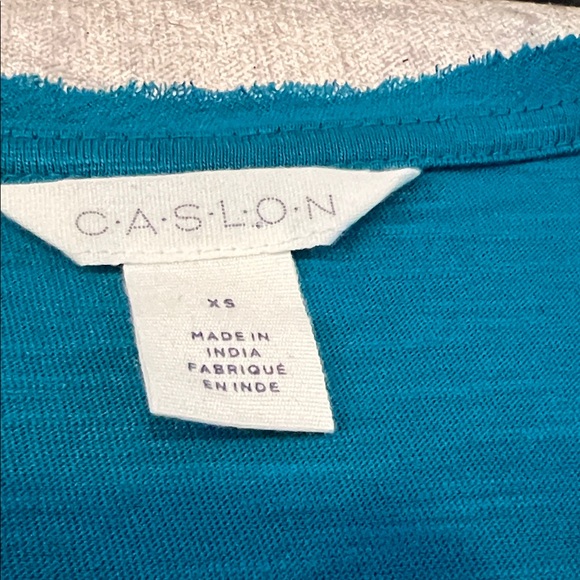 C·A·S·L·O·N
XS
MADE IN
INDIA
FABRIQUÉ
EN INDE